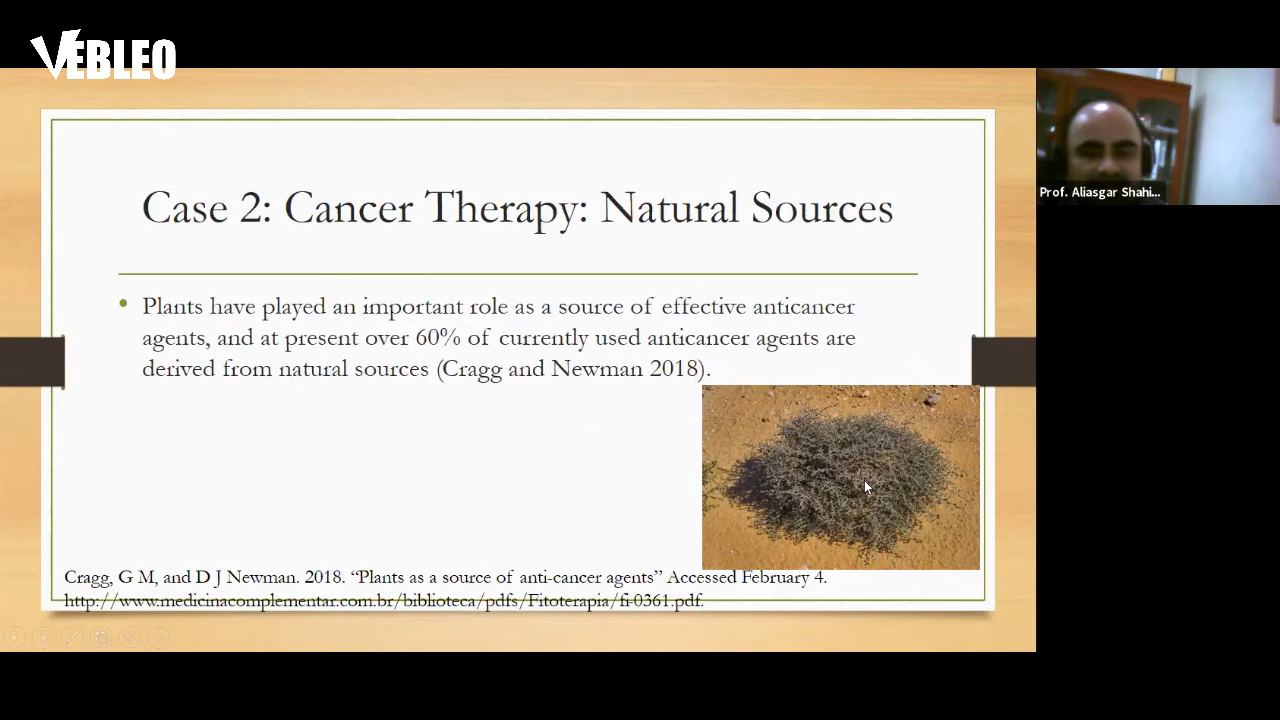 VEBLEO
Case 2: Cancer Therapy: Natural Sources
• Plants have played an important role as a source of effective anticancer
agents, and at present over 60% of currently used anticancer agents are
derived from natural sources (Cragg and Newman 2018).
Cragg, G M, and D J Newman. 2018. “Plants as a source of anti-cancer agents” Accessed February 4.
http://www.medicinacomplementar.com.br/biblioteca/pdfs/Fitoterapia/fi-0361.pdf.
Prof. Aliasgar Shahi...